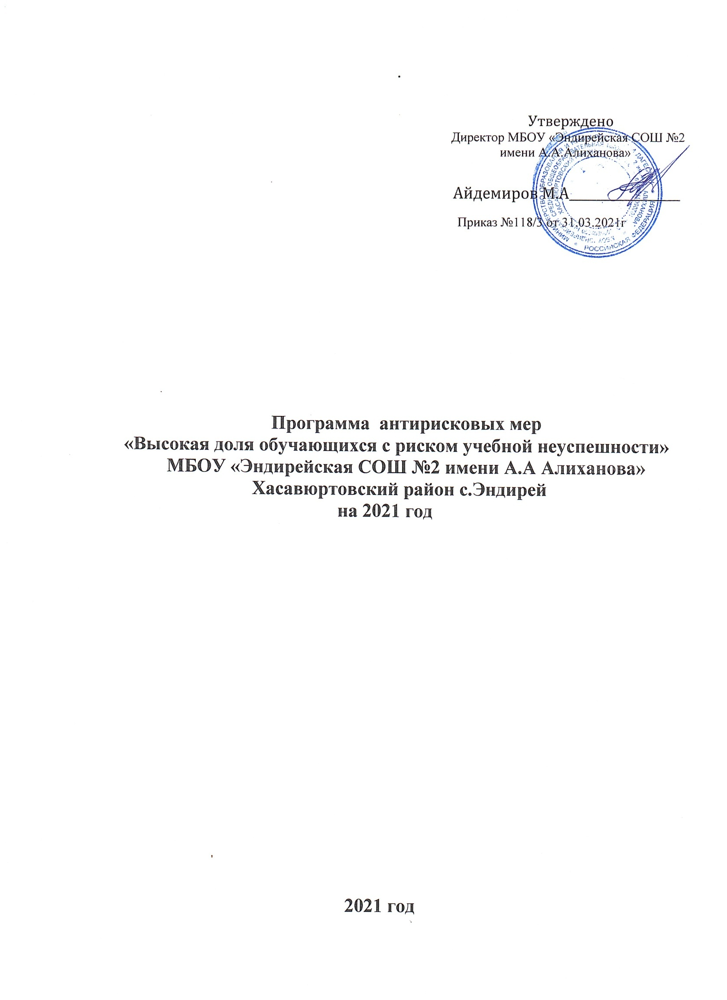 Утверждено
Директор МБОУ «Эндирейская СОШ №2
имени А.А.Алиханова»
Айдемиров М.А
Приказ №118/3 от 31.03.2021г
РОССИЙСКАЯ ФЕДЕРАЦИЯ
Программа антирисковых мер
«Высокая доля обучающихся с риском учебной неуспешности»
МБОУ «Эндирейская СОШ №2 имени А.А Алиханова»
Хасавюртовский район с.Эндирей
на 2021 год
2021 год